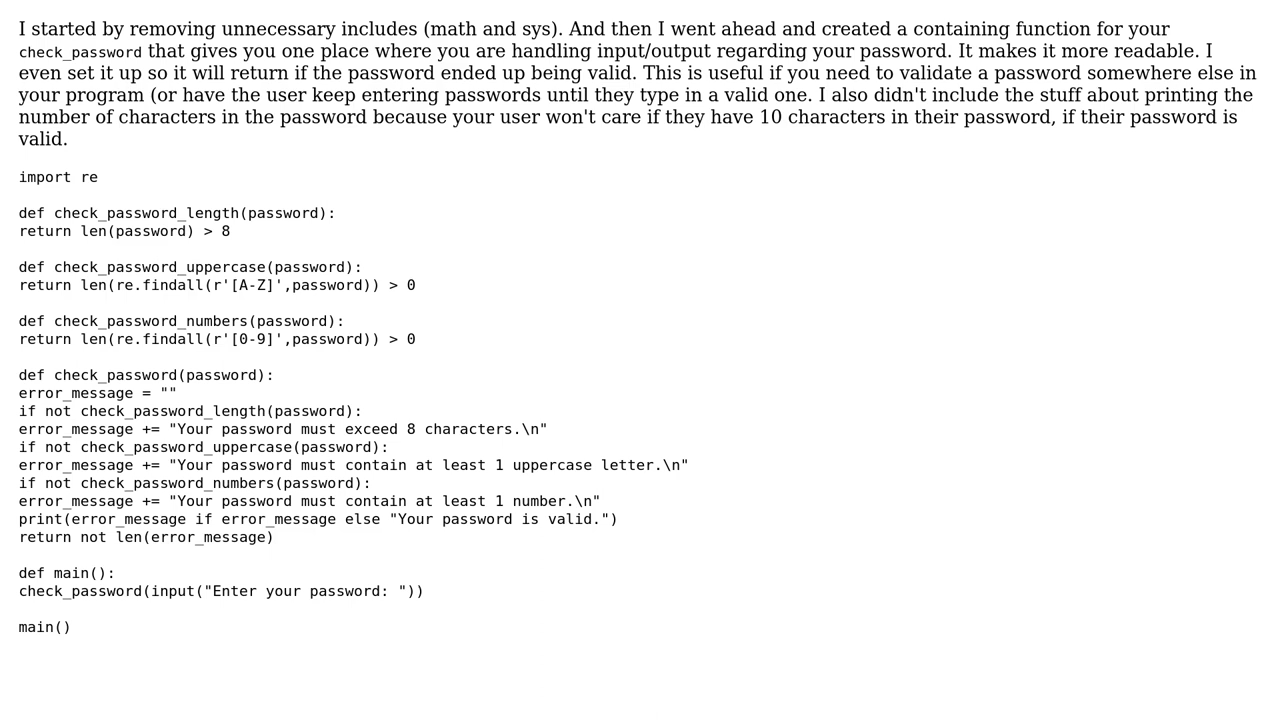 I started by removing unnecessary includes (math and sys). And then I went ahead and created a containing function for your
check_password that gives you one place where you are handling input/output regarding your password. It makes it more readable. I
even set it up so it will return if the password ended up being valid. This is useful if you need to validate a password somewhere else in
your program (or have the user keep entering passwords until they type in a valid one. I also didn't include the stuff about printing the
number of characters in the password because your user won't care if they have 10 characters in their password, if their password is
valid.
import re
def check_password_length(password):
return len(password) > 8
def check_password_uppercase(password):
return len(re.findall(r'[A-Z]',password)) > 0
def check_password_numbers(password):
return len(re.findall(r'[0-9]',password)) > 0
def check_password(password):
error_message = ""
if not check_password_length(password):
error_message += "Your password must exceed 8 characters.\n"
if not check_password_uppercase(password):
error_message += "Your password must contain at least 1 uppercase letter.\n"
if not check_password_numbers(password):
error_message += "Your password must contain at least 1 number.\n"
print(error_message if error_message else "Your password is valid.")
return not len(error_message)
def main():
check_password(input("Enter your password: "))
main()